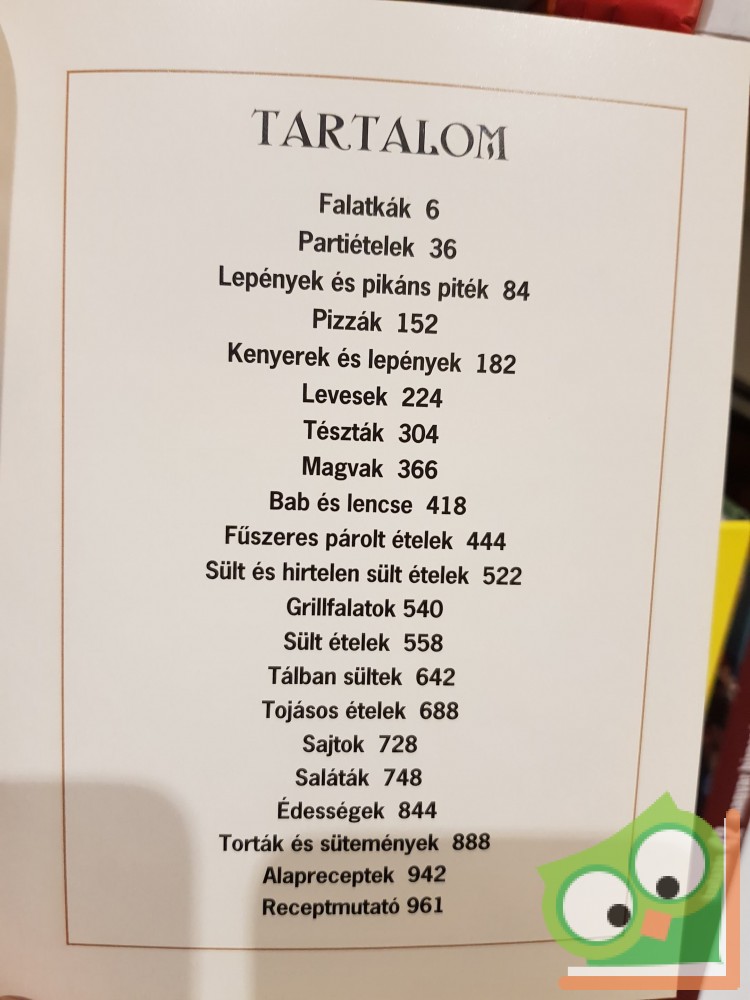 TARTALOM
Falatkák 6
Partiételek 36
Lepények és pikáns piték 84
Pizzák 152
Kenyerek és lepények 182
Levesek 224
Tészták 304
Magvak 366
Bab és lencse 418
Fűszeres párolt ételek 444
Sült és hirtelen sült ételek 522
Grillfalatok 540
Sült ételek 558
Tálban sültek 642
Tojásos ételek 688
Sajtok 728
Saláták 748
Édességek 844
Torták és sütemények 888
Alapreceptek 942
Receptmutató 961